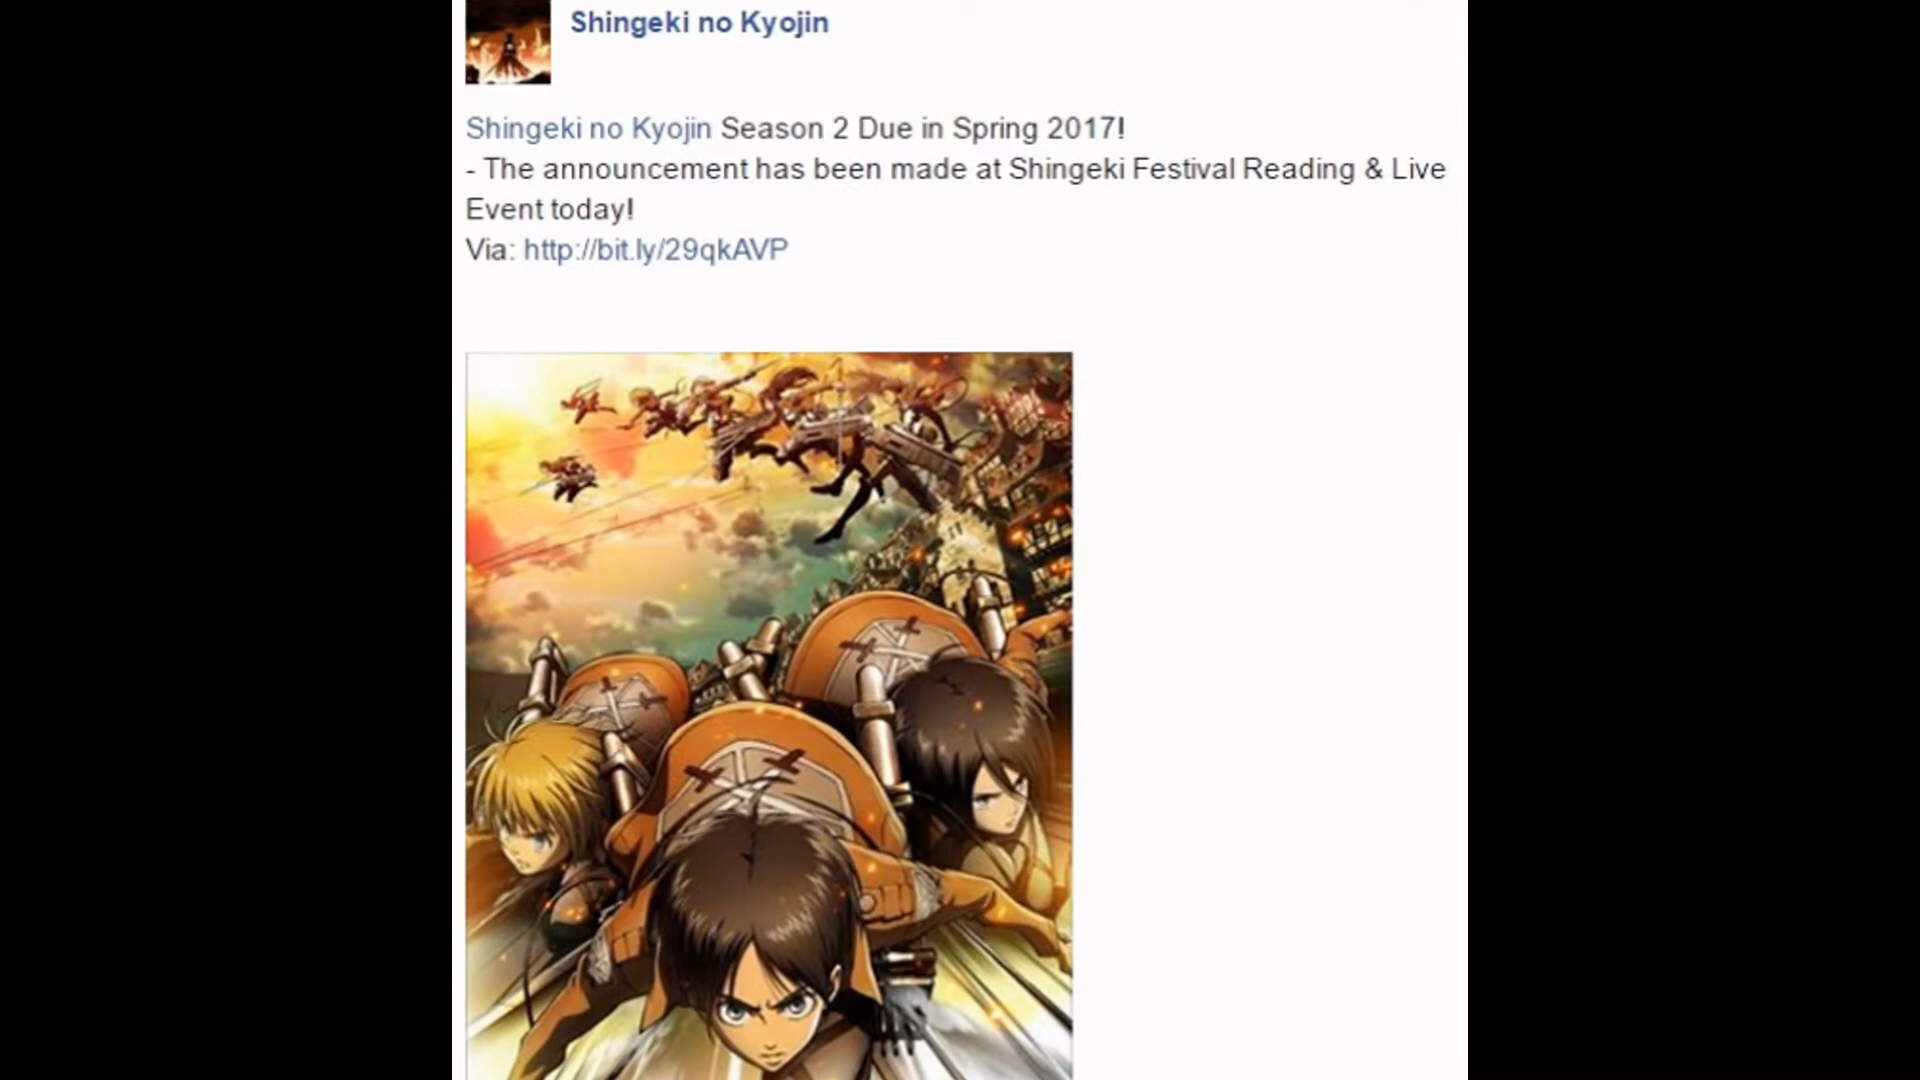 Shingeki no Kyojin
Shingeki no Kyojin Season 2 Due in Spring 2017!
- The announcement has been made at Shingeki Festival Reading & Live
Event today!
Via: http://bit.ly/29qkAVP